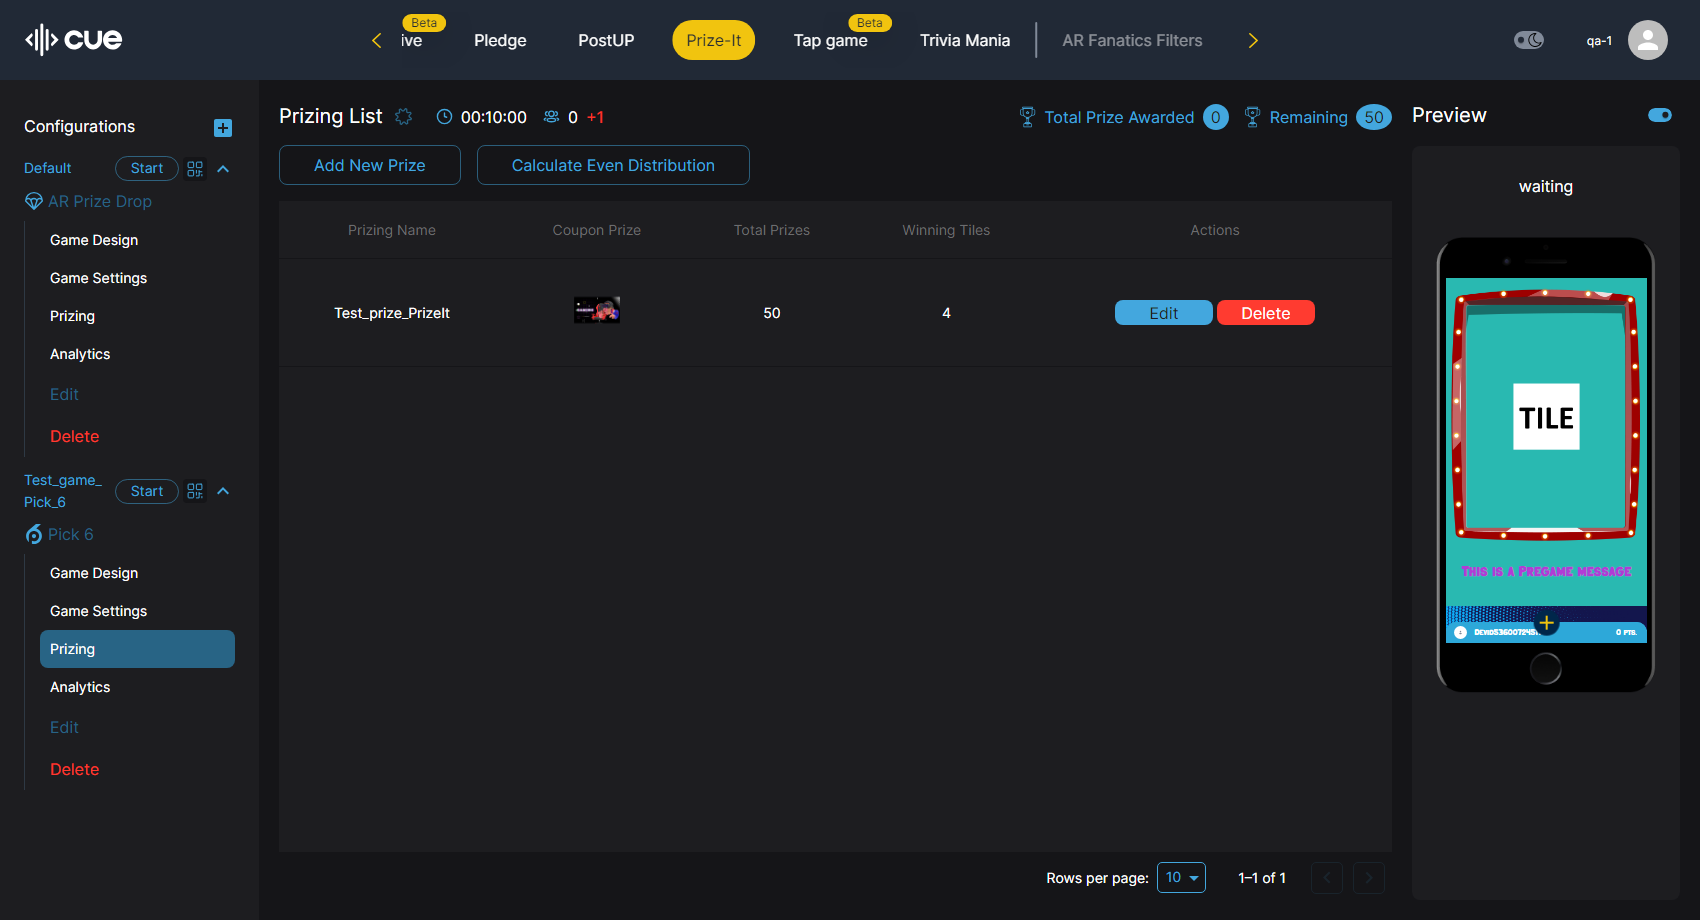 cue
Beta
Beta
ive
Pledge
PostUP
Prize-It
Tap game
Trivia Mania
AR Fanatics Filters
qa-1
Configurations
Default
Start
AR Prize Drop
Game Design
Game Settings
Prizing
Analytics
Edit
Delete
Test_game_
Pick_6
Start
Pick 6
Game Design
Game Settings
Prizing
Analytics
Edit
Delete
Prizing List
00:10:00
0 +1
Total Prize Awarded 0
Remaining 50
Add New Prize
Calculate Even Distribution
Prizing Name
Coupon Prize
Total Prizes
Winning Tiles
Actions
Test_prize_PrizeIt
50
4
Edit
Delete
Rows per page:
10
1–1 of 1
Preview
waiting
TILE
This is a Pregame message
0 pts.